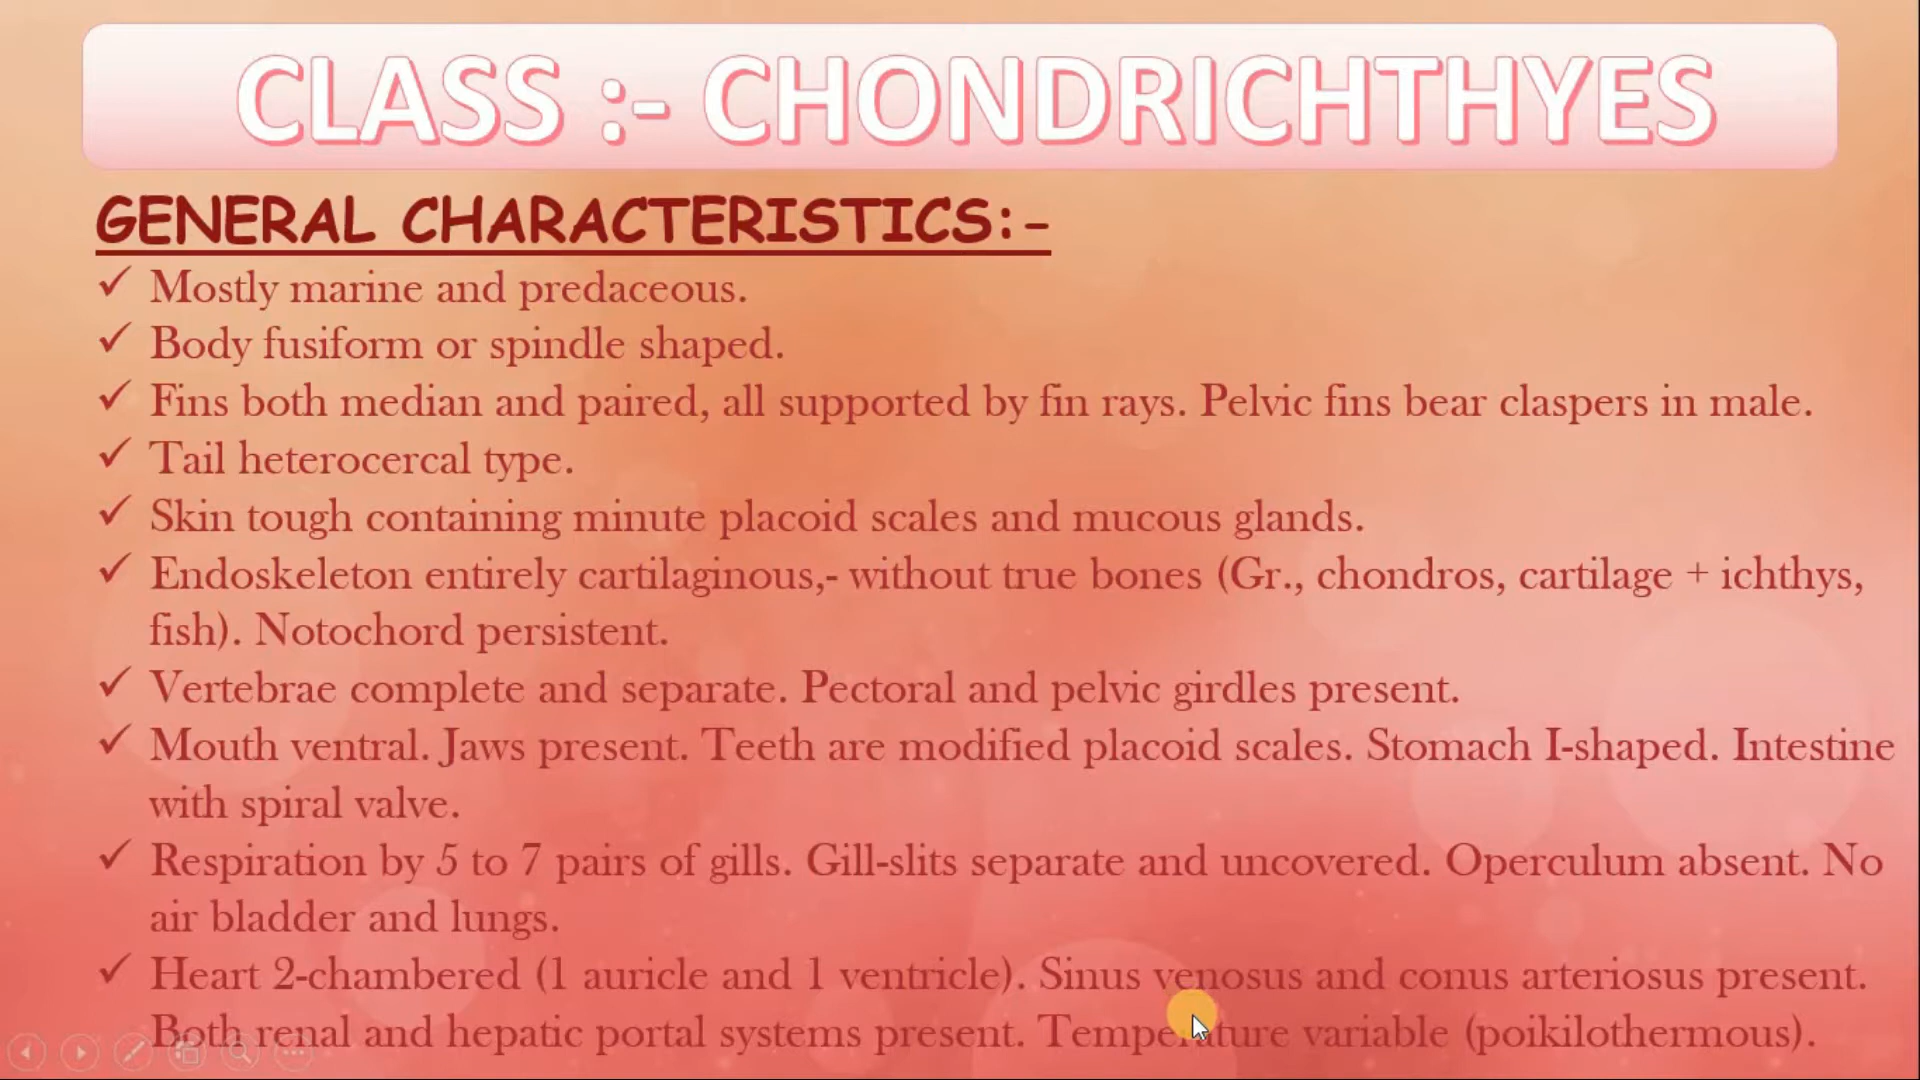 CLASS :- CHONDRICHTHYES
GENERAL CHARACTERISTICS:-
✓ Mostly marine and predaceous.
✓ Body fusiform or spindle shaped.
✓ Fins both median and paired, all supported by fin rays. Pelvic fins bear claspers in male.
✓ Tail heterocercal type.
✓ Skin tough containing minute placoid scales and mucous glands.
✓ Endoskeleton entirely cartilaginous,- without true bones (Gr., chondros, cartilage + ichthys,
fish). Notochord persistent.
✓ Vertebrae complete and separate. Pectoral and pelvic girdles present.
✓ Mouth ventral. Jaws present. Teeth are modified placoid scales. Stomach I-shaped. Intestine
with spiral valve.
✓ Respiration by 5 to 7 pairs of gills. Gill-slits separate and uncovered. Operculum absent. No
air bladder and lungs.
✓ Heart 2-chambered (1 auricle and 1 ventricle). Sinus venosus and conus arteriosus present.
Both renal and hepatic portal systems present. Temperature variable (poikilothermous).